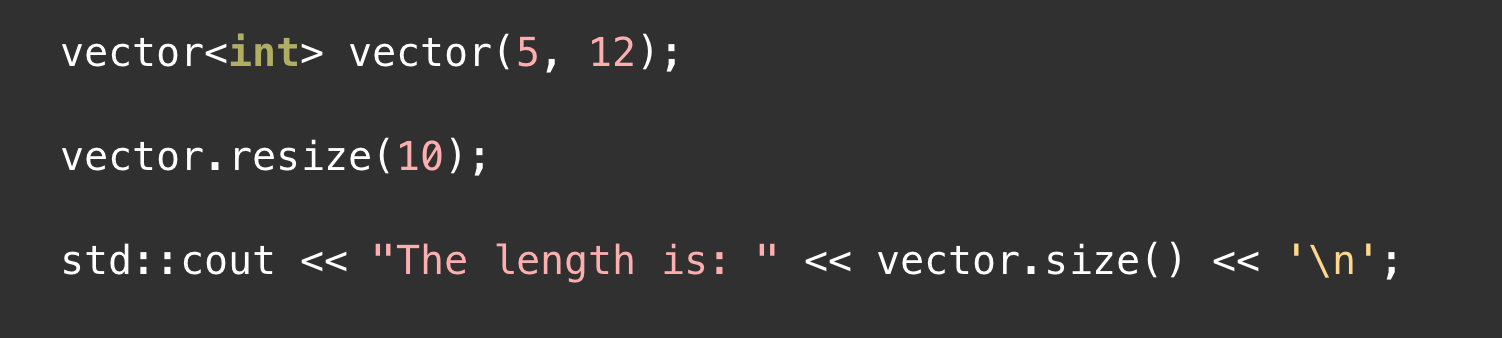 vector<int> vector(5, 12);
vector.resize(10);
std::cout << "The length is: " << vector.size() << '\n';